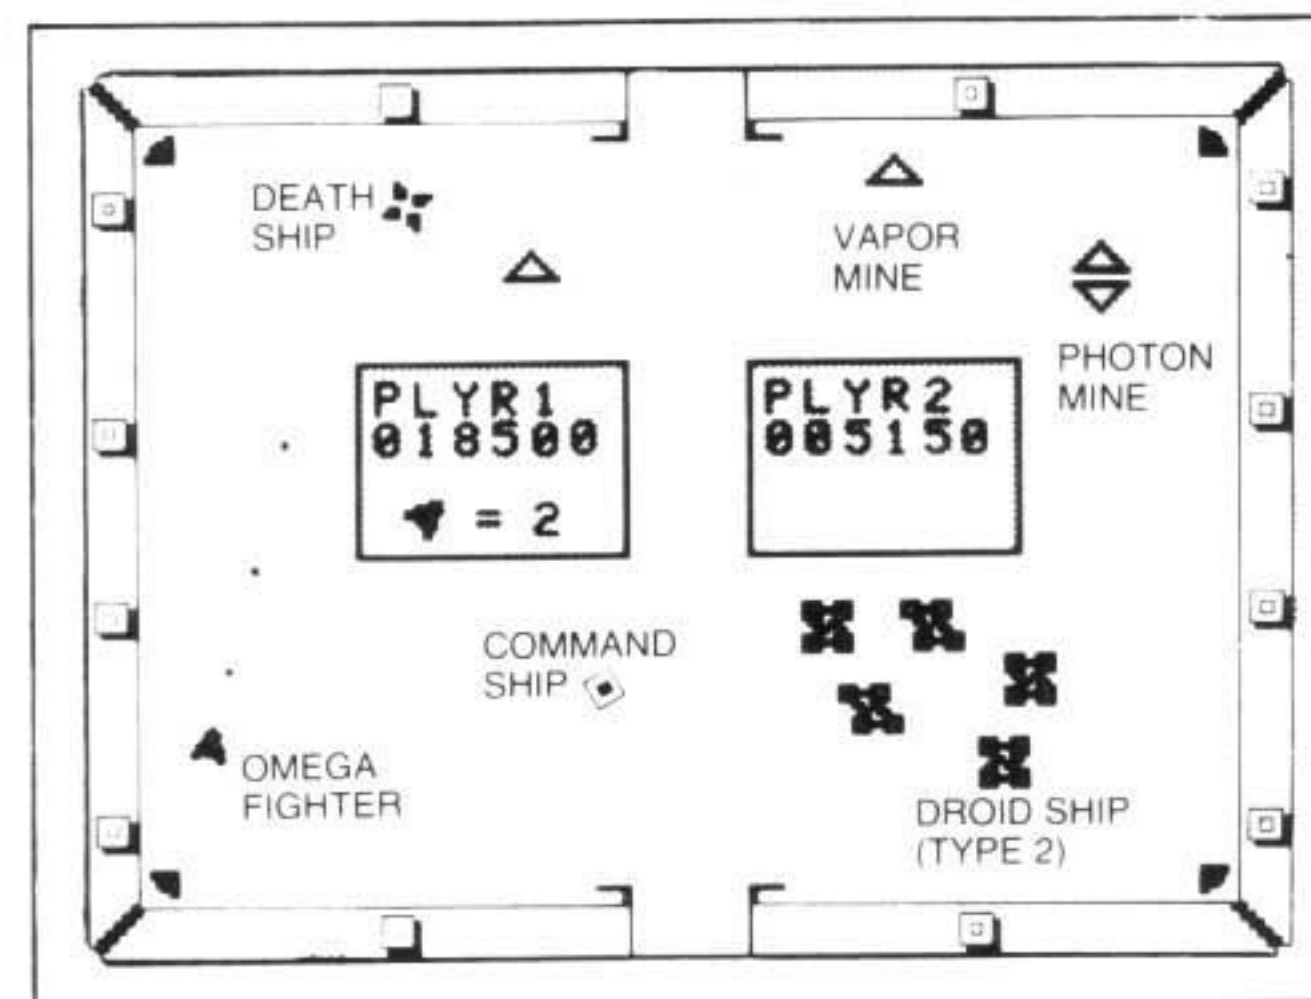 DEATH
SHIP
VAPOR
MINE
PHOTON
MINE
PLYR1
018500
= 2
PLYR2
005150
COMMAND
SHIP
OMEGA
FIGHTER
DROID SHIP
(TYPE 2)